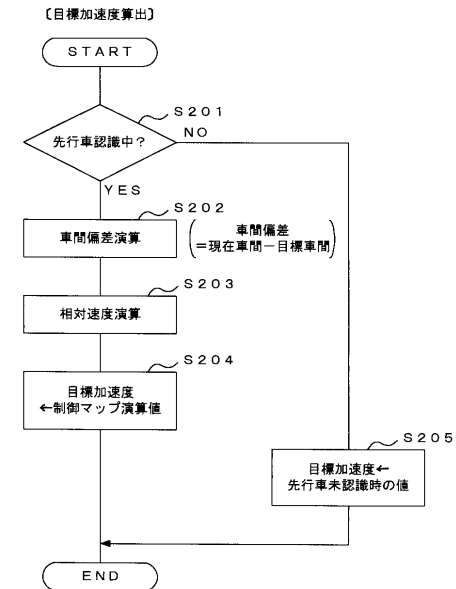 〔目標加速度算出〕
START
S201
先行車認識中？
NO
YES
S202
車間偏差演算
車間偏差
=現在車間－目標車間
S203
相対速度演算
S204
目標加速度
←制御マップ演算値
S205
目標加速度←
先行車未認識時の値
END